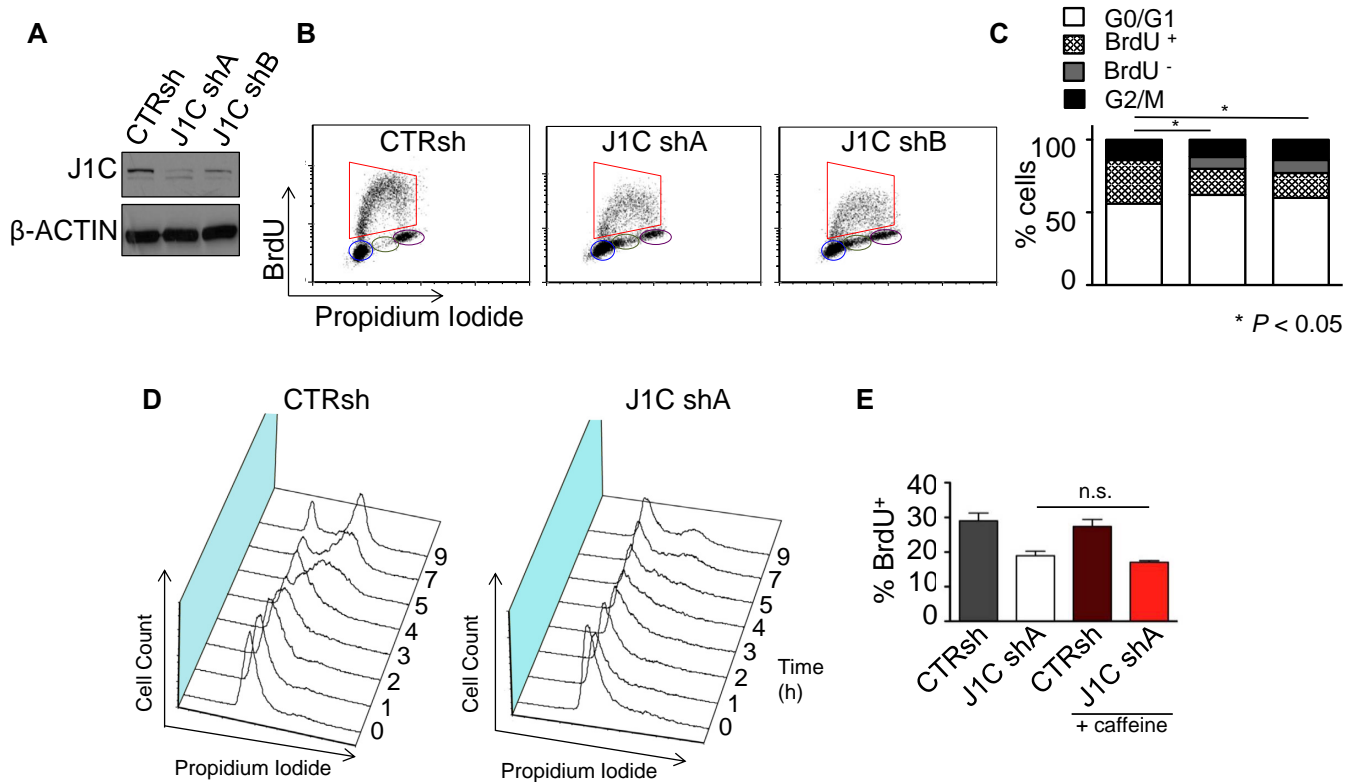 A
CTRsh
J1C shA
J1C shB
J1C
β-ACTIN
B
CTRsh
J1C shA
J1C shB
BrdU
Propidium Iodide
C
G0/G1
BrdU +
BrdU -
G2/M
*
*
100
50
0
% cells
* P < 0.05
D
CTRsh
J1C shA
9
7
5
4
3
2
1
0
Cell Count
Propidium Iodide
9
7
5
4
3
2
1
0
Time
(h)
Cell Count
Propidium Iodide
E
40
30
20
10
0
% BrdU+
n.s.
CTRsh
J1C shA
CTRsh
J1C shA
+ caffeine